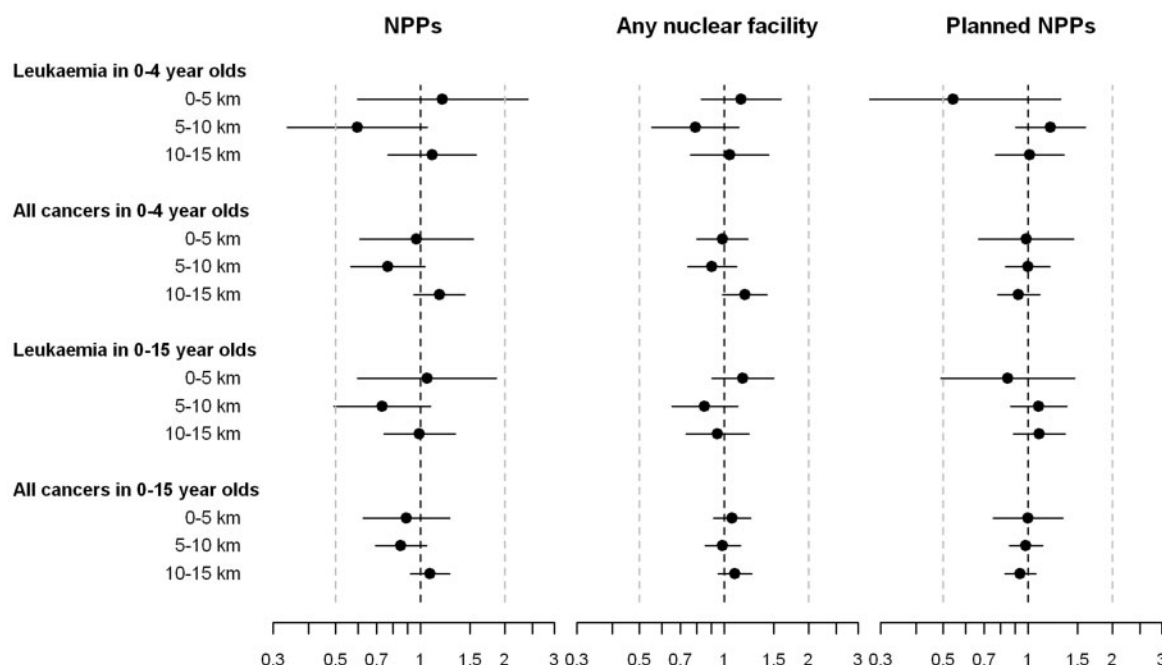 NPPs Any nuclear facility Planned NPPs
Leukaemia in 0-4 year olds
0-5 km
5-10 km
10-15 km
All cancers in 0-4 year olds
0-5 km
5-10 km
10-15 km
Leukaemia in 0-15 year olds
0-5 km
5-10 km
10-15 km
All cancers in 0-15 year olds
0-5 km
5-10 km
10-15 km
0.3 0.5 0.7 1 1.5 2 3 0.3 0.5 0.7 1 1.5 2 3 0.3 0.5 0.7 1 1.5 2 3